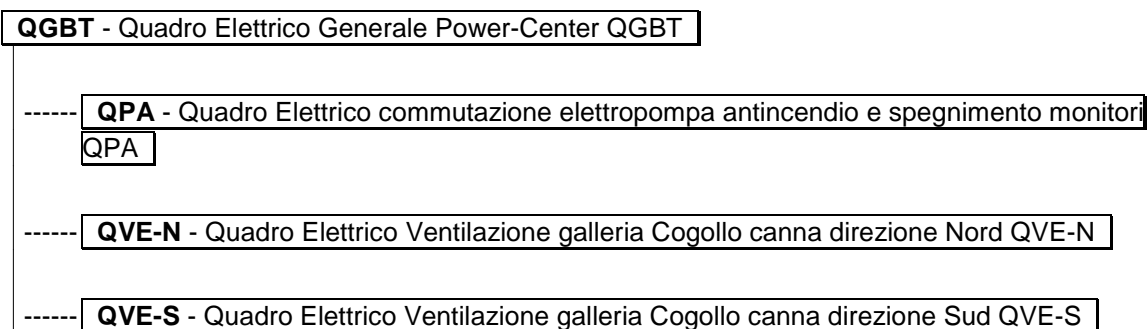 QGBT - Quadro Elettrico Generale Power-Center QGBT
------ QPA - Quadro Elettrico commutazione elettropompa antincendio e spegnimento monitori
QPA
------ QVE-N - Quadro Elettrico Ventilazione galleria Cogollo canna direzione Nord QVE-N
------ QVE-S - Quadro Elettrico Ventilazione galleria Cogollo canna direzione Sud QVE-S